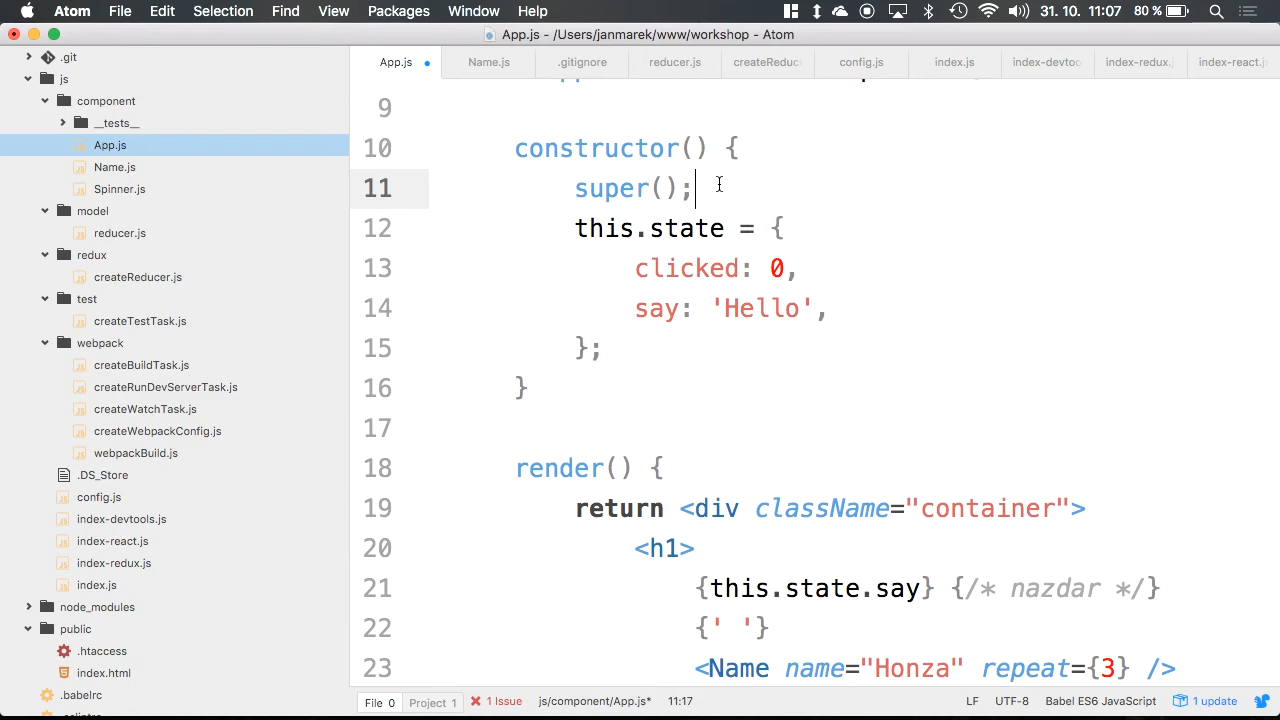 Atom File Edit Selection Find View Packages Window Help 31. 10. 11:07 80 %
App.js - /Users/janmarek/www/workshop - Atom
App.js Name.js .gitignore reducer.js createReduc config.js index.js index-devtoo index-redux. index-react.j
.git
js
component
__tests__
App.js
Name.js
Spinner.js
model
reducer.js
redux
createReducer.js
test
createTestTask.js
webpack
createBuildTask.js
createRunDevServerTask.js
createWatchTask.js
createWebpackConfig.js
webpackBuild.js
.DS_Store
config.js
index-devtools.js
index-react.js
index-redux.js
index.js
node_modules
public
.htaccess
index.html
.babelrc
9
10 constructor() {
11 super();
12 this.state = {
13 clicked: 0,
14 say: 'Hello',
15 };
16 }
17
18 render() {
19 return <div className="container">
20 <h1>
21 {this.state.say} {/* nazdar */}
22 {' '}
23 <Name name="Honza" repeat={3} />
File 0 Project 1 1 Issue js/component/App.js* 11:17 LF UTF-8 Babel ES6 JavaScript 1 update